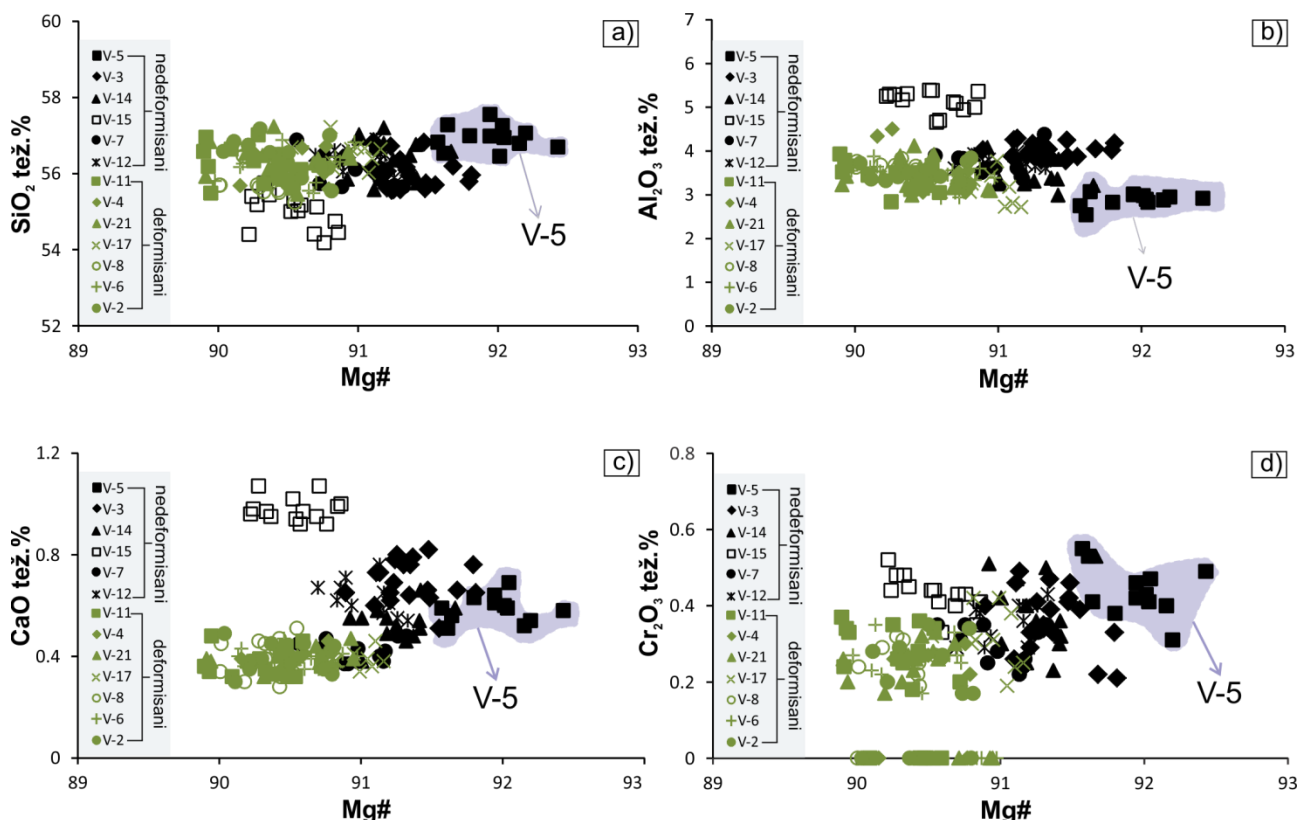 a)
60
58
56
54
52
SiO₂ tež.%
V-5
V-3
V-14
V-15
V-7
V-12
V-11
V-4
V-21
V-17
V-8
V-6
V-2
nedeformisani
deformisani
V-5
89 90 91 92 93
Mg#
b)
7
6
5
4
3
2
1
0
Al₂O₃ tež.%
V-5
V-3
V-14
V-15
V-7
V-12
V-11
V-4
V-21
V-17
V-8
V-6
V-2
nedeformisani
deformisani
V-5
89 90 91 92 93
Mg#
c)
1.2
0.8
0.4
0
CaO tež.%
V-5
V-3
V-14
V-15
V-7
V-12
V-11
V-4
V-21
V-17
V-8
V-6
V-2
nedeformisani
deformisani
V-5
89 90 91 92 93
Mg#
d)
0.8
0.6
0.4
0.2
0
Cr₂O₃ tež.%
V-5
V-3
V-14
V-15
V-7
V-12
V-11
V-4
V-21
V-17
V-8
V-6
V-2
nedeformisani
deformisani
V-5
89 90 91 92 93
Mg#